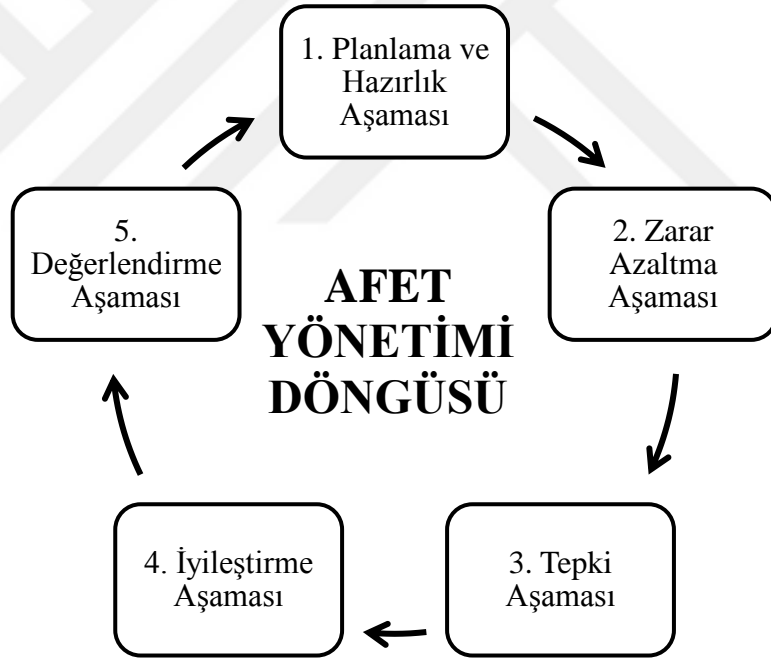 1. Planlama ve
Hazırlık
Aşaması
2. Zarar
Azaltma
Aşaması
3. Tepki
Aşaması
4. İyileştirme
Aşaması
5.
Değerlendirme
Aşaması
AFET
YÖNETİMİ
DÖNGÜSÜ